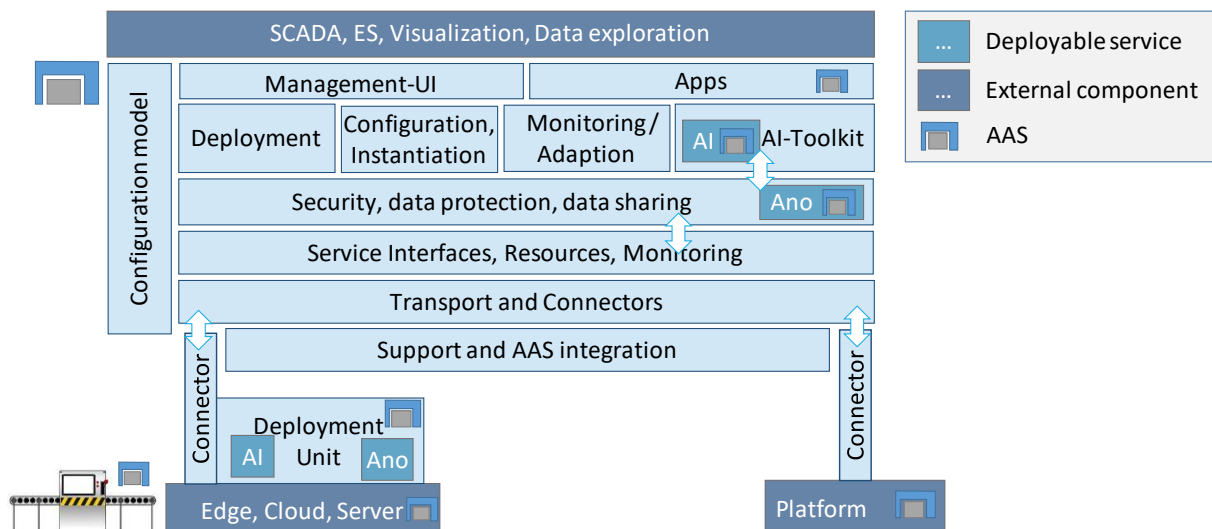 SCADA, ES, Visualization, Data exploration
... Deployable service
... External component
AAS
Configuration model
Management-UI
Apps
Deployment
Configuration,
Instantiation
Monitoring/
Adaption
AI
AI-Toolkit
Security, data protection, data sharing
Ano
Service Interfaces, Resources, Monitoring
Transport and Connectors
Support and AAS integration
Connector
Connector
Deployment
Unit
AI
Ano
Edge, Cloud, Server
Platform